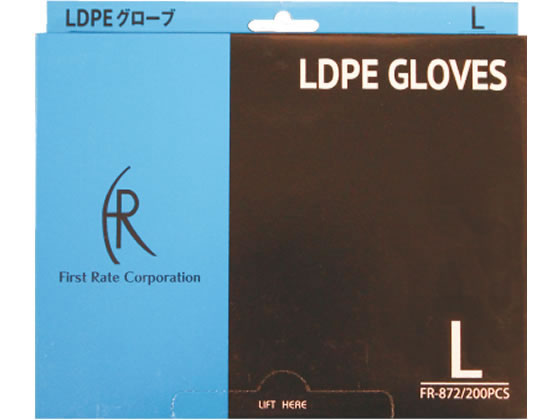 LDPEグローブ L
LDPE GLOVES
FR
First Rate Corporation
L
FR-872/200PCS
LIFT HERE